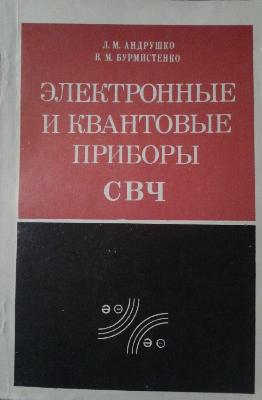 Л. М. АНДРУШКО
В. М. БУРМИСТЕНКО
ЭЛЕКТРОННЫЕ
И КВАНТОВЫЕ
ПРИБОРЫ
СВЧ